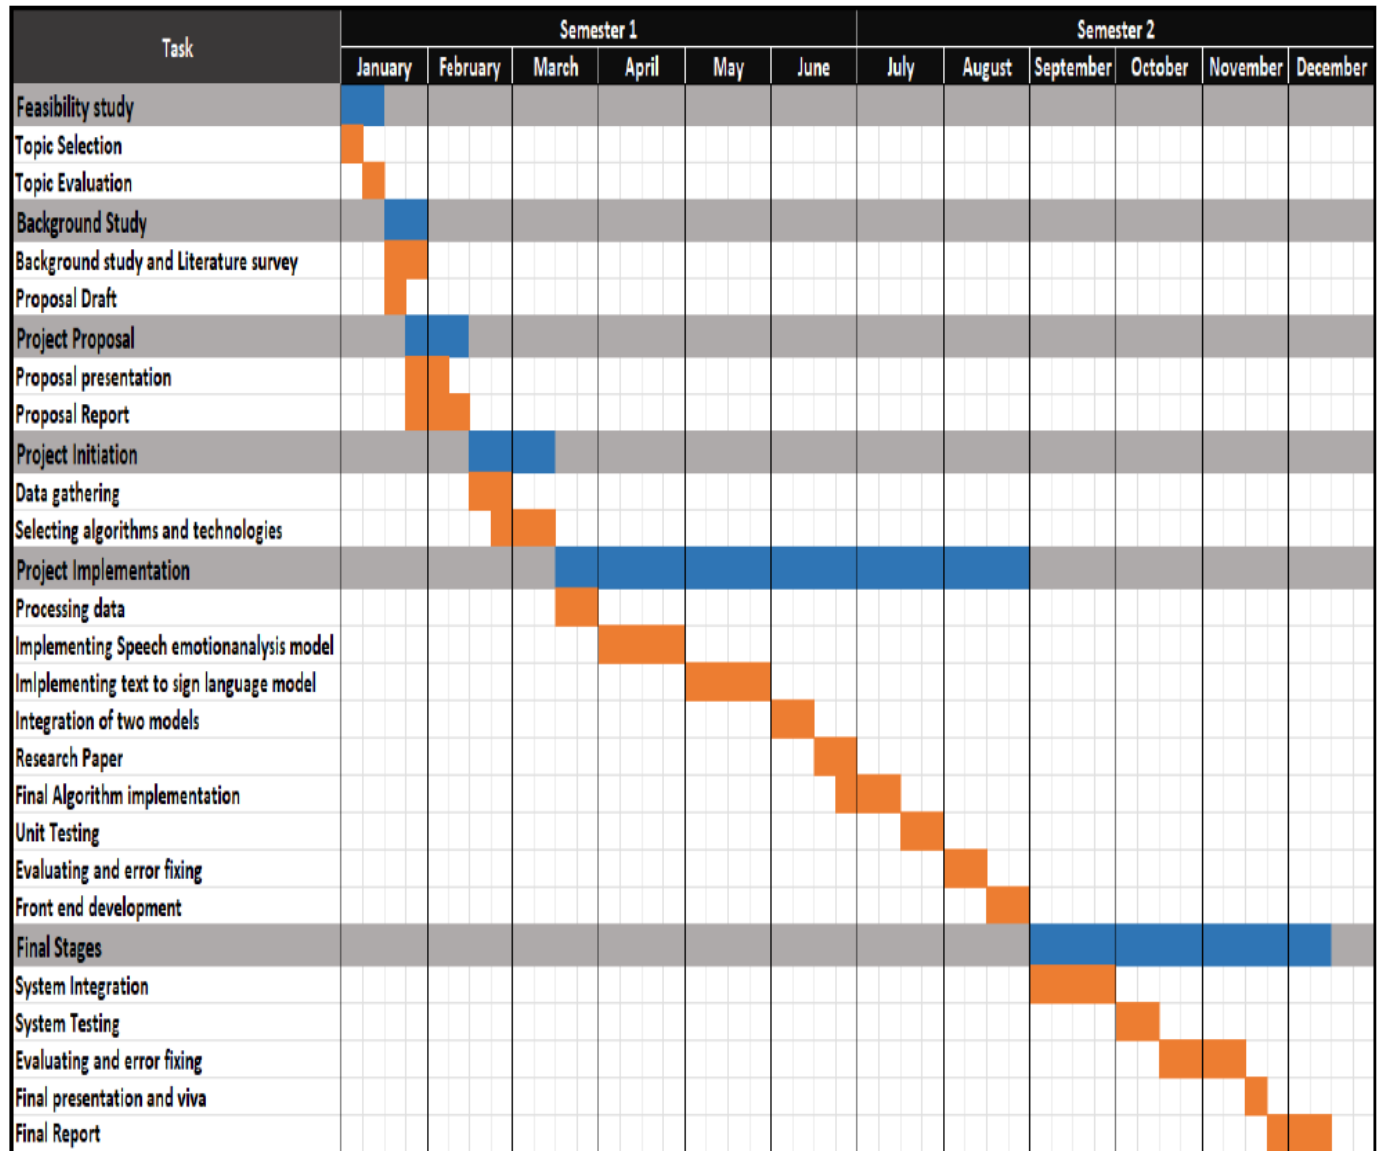 Task
Semester 1
Semester 2
January February March April May June July August September October November December
Feasibility study
Topic Selection
Topic Evaluation
Background Study
Background study and Literature survey
Proposal Draft
Project Proposal
Proposal presentation
Proposal Report
Project Initiation
Data gathering
Selecting algorithms and technologies
Project Implementation
Processing data
Implementing Speech emotionanalysis model
Imlplementing text to sign language model
Integration of two models
Research Paper
Final Algorithm implementation
Unit Testing
Evaluating and error fixing
Front end development
Final Stages
System Integration
System Testing
Evaluating and error fixing
Final presentation and viva
Final Report